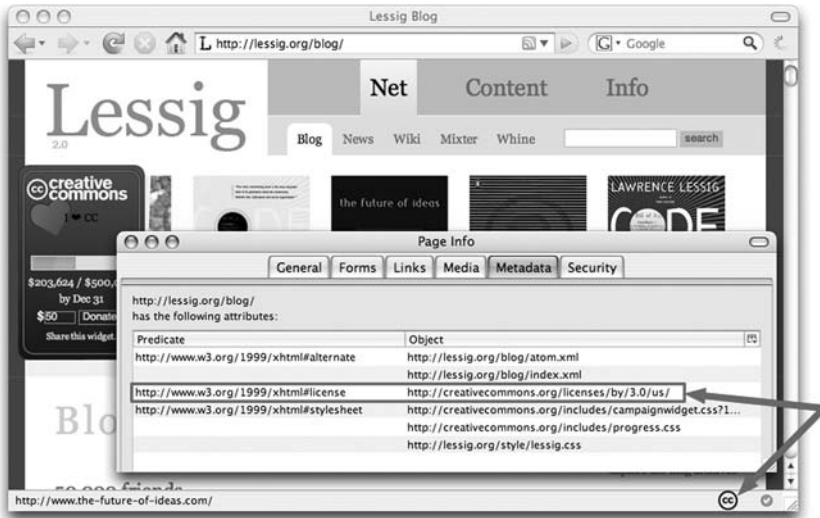 Lessig Blog
L http://lessig.org/blog/
G Google
Lessig
2.0
Net Content Info
Blog News Wiki Mixter Whine search
cc creative commons
1 ♥ CC
the future of ideas
LAWRENCE LESSIG
CODE
$203,624 / $500,
by Dec 31
$50 Donate
Share this widget
Page Info
General Forms Links Media Metadata Security
http://lessig.org/blog/
has the following attributes:
Predicate Object
http://www.w3.org/1999/xhtml#alternate http://lessig.org/blog/atom.xml
http://lessig.org/blog/index.xml
http://www.w3.org/1999/xhtml#license http://creativecommons.org/licenses/by/3.0/us/
http://www.w3.org/1999/xhtml#stylesheet http://creativecommons.org/includes/campaignwidget.css?1...
http://creativecommons.org/includes/progress.css
http://lessig.org/style/lessig.css
Blo
http://www.the-future-of-ideas.com/ cc